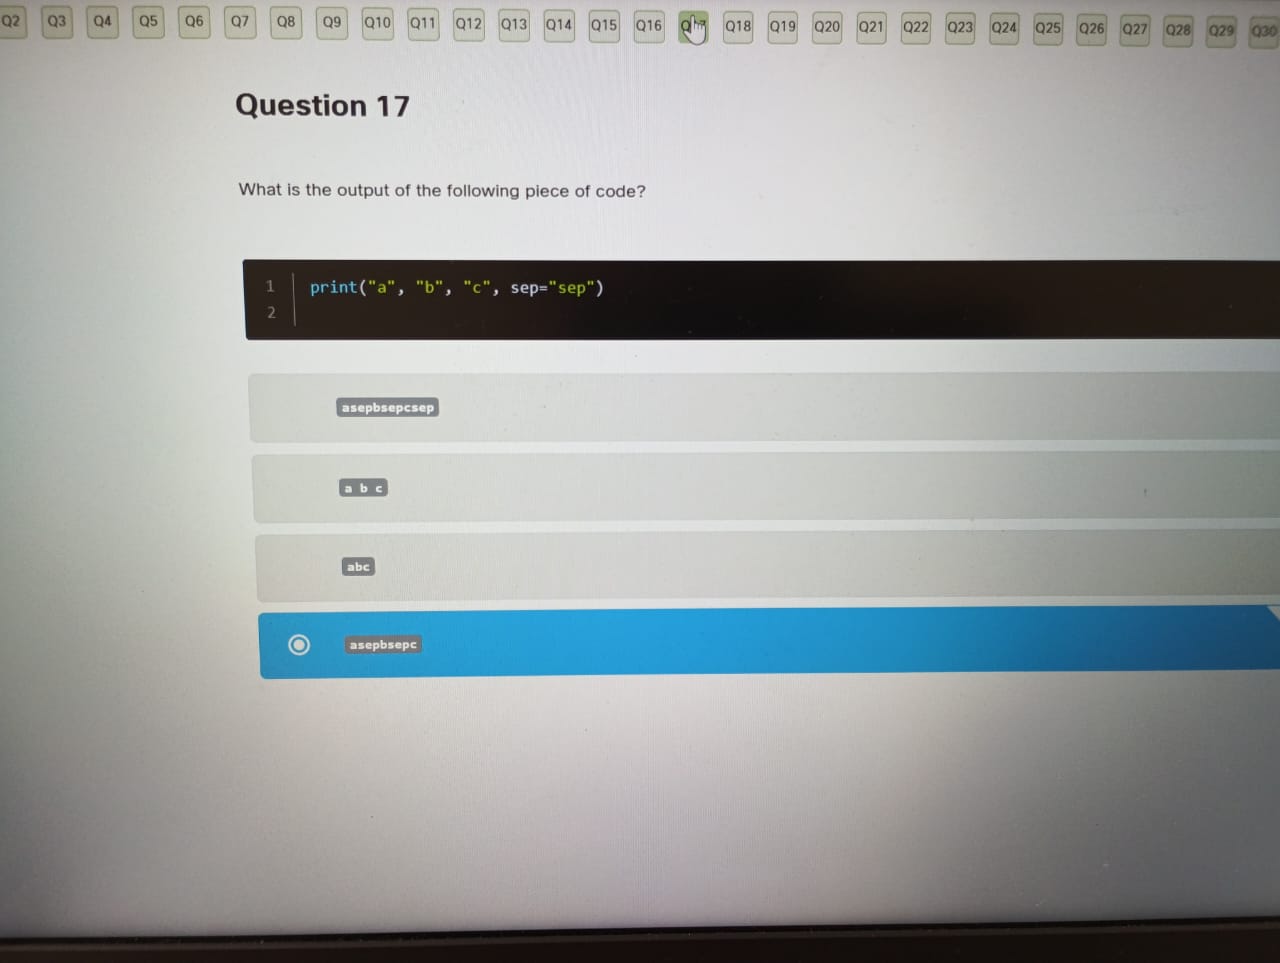 Q2 Q3 Q4 Q5 Q6 Q7 Q8 Q9 Q10 Q11 Q12 Q13 Q14 Q15 Q16 Q18 Q19 Q20 Q21 Q22 Q23 Q24 Q25 Q26 Q27 Q28 Q29 Q30
Question 17
What is the output of the following piece of code?
1 print("a", "b", "c", sep="sep")
2
asepbsepcsep
a b c
abc
asepbsepc